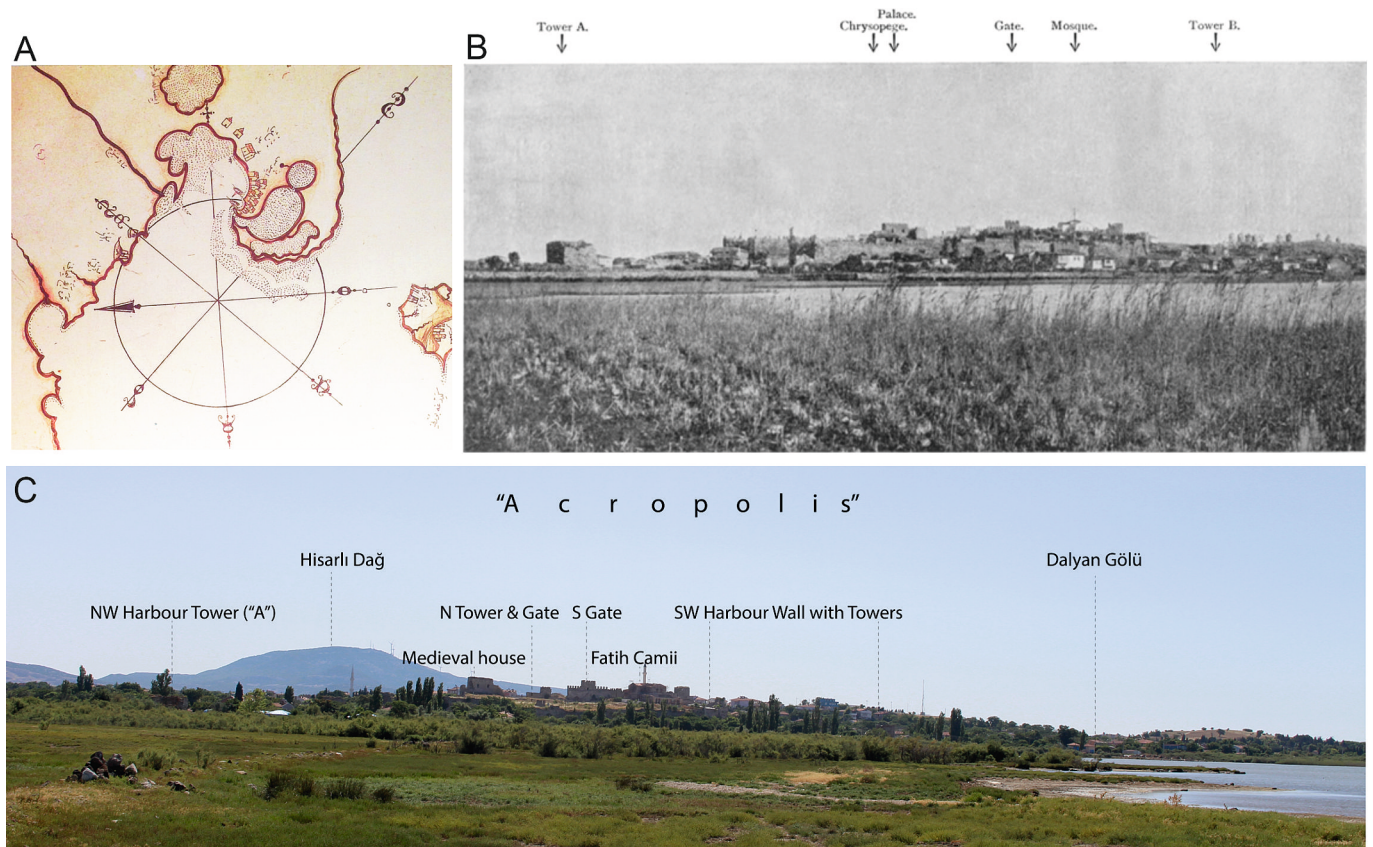 A
B
Tower A.
Palace.
Chrysopege.
Gate.
Mosque.
Tower B.
C
“A c r o p o l i s”
Hisarlı Dağ
Dalyan Gölü
NW Harbour Tower (“A”)
N Tower & Gate
S Gate
SW Harbour Wall with Towers
Medieval house
Fatih Camii